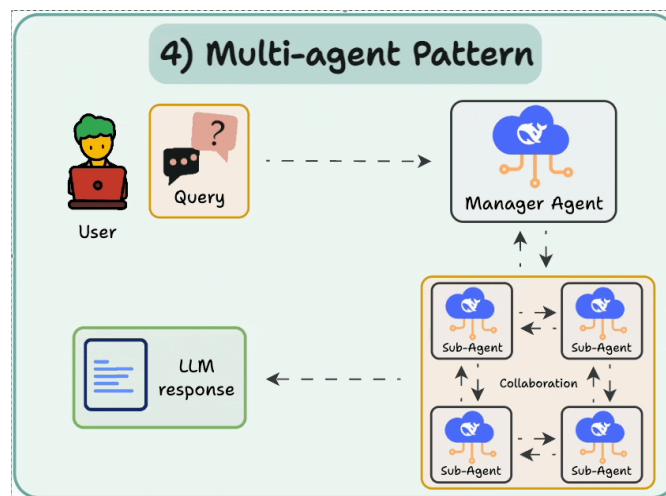 4) Multi-agent Pattern
?
Query
User
Manager Agent
Sub-Agent
Sub-Agent
LLM
response
Collaboration
Sub-Agent
Sub-Agent